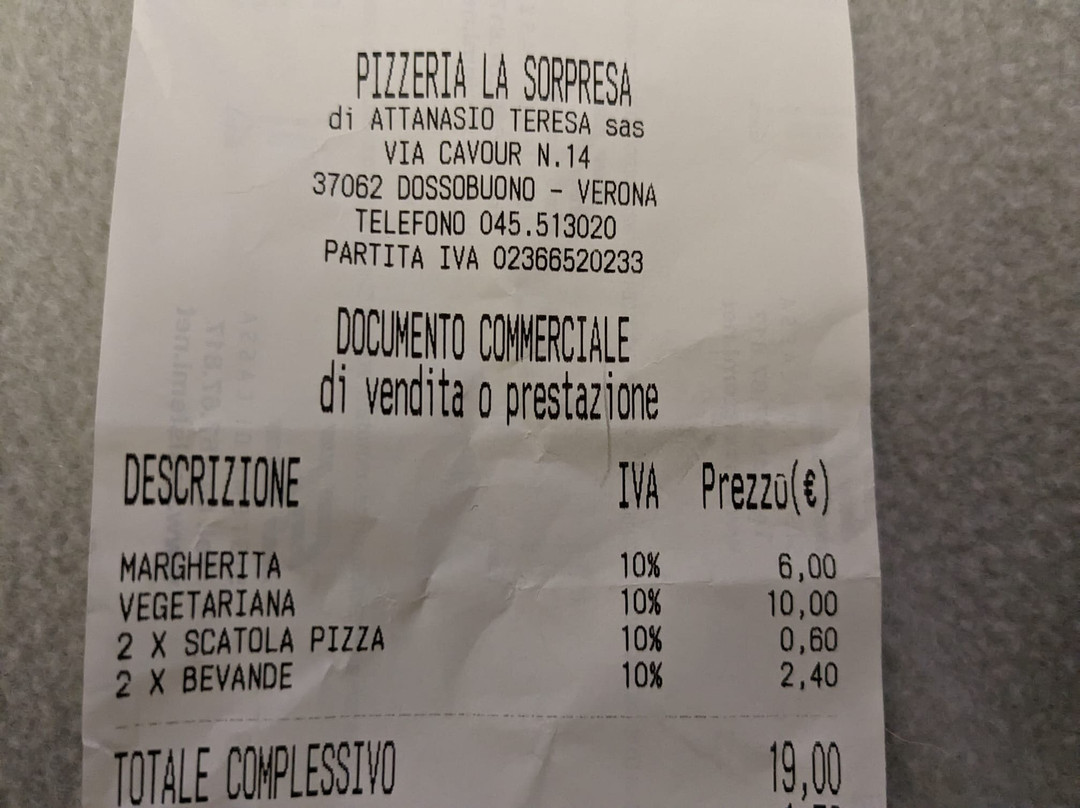 PIZZERIA LA SORPRESA
di ATTANASIO TERESA sas
VIA CAVOUR N.14
37062 DOSSOBUONO - VERONA
TELEFONO 045.513020
PARTITA IVA 02366520233
DOCUMENTO COMMERCIALE
di vendita o prestazione
DESCRIZIONE IVA Prezzo(€)
MARGHERITA 10% 6,00
VEGETARIANA 10% 10,00
2 X SCATOLA PIZZA 10% 0,60
2 X BEVANDE 10% 2,40
TOTALE COMPLESSIVO 19,00